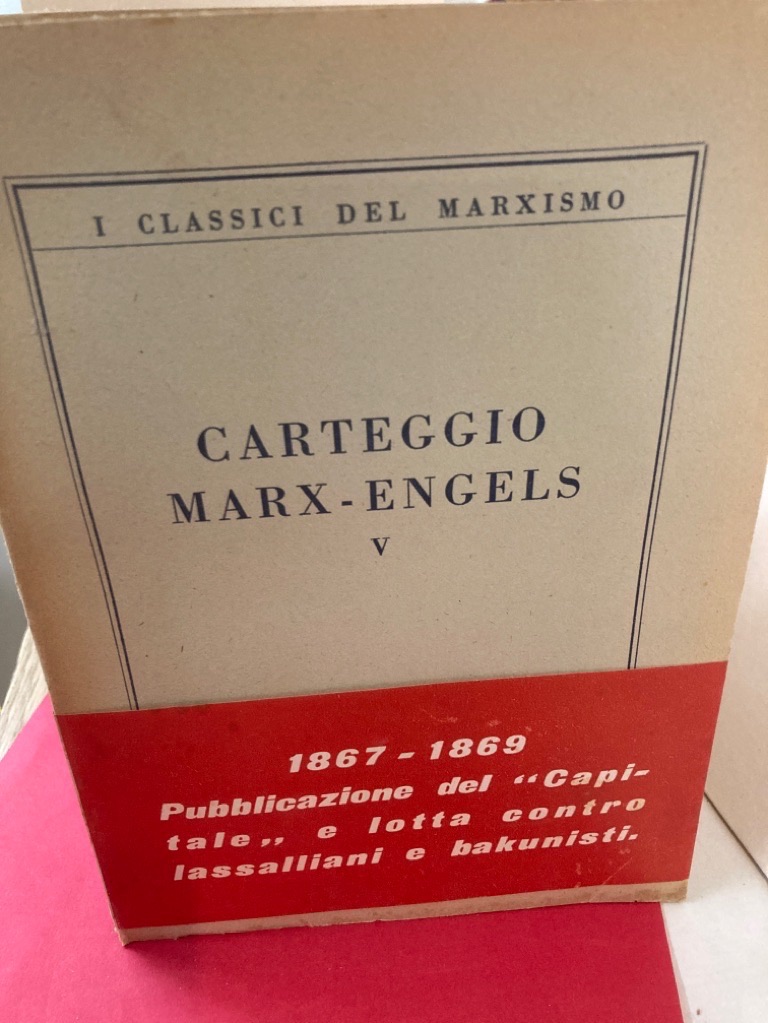 I CLASSICI DEL MARXISMO
CARTEGGIO
MARX-ENGELS
V
1867-1869
Pubblicazione del “Capi-
tale„ e lotta contro
lassalliani e bakunisti.